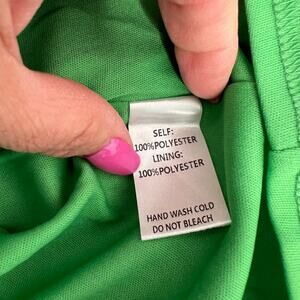 SELF:
100%POLYESTER
LINING:
100%POLYESTER
HAND WASH COLD
DO NOT BLEACH